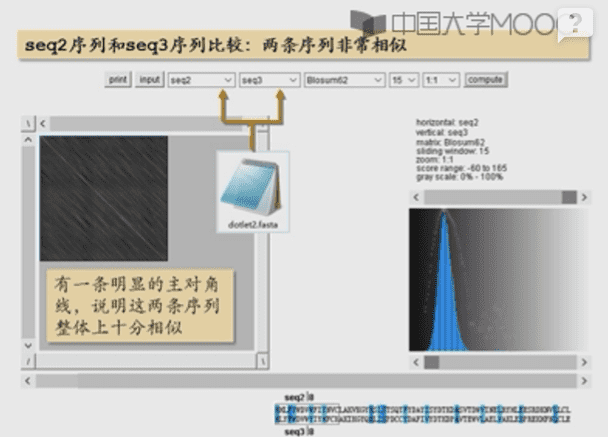 中国大学MOOC
?
seq2序列和seq3序列比较：两条序列非常相似
print input seq2 seq3 Blosum62 15 1:1 compute
horizontal: seq2
vertical: seq3
matrix: Blosum62
sliding window: 15
zoom: 1:1
score range: -60 to 165
gray scale: 0% - 100%
dotlet2.fasta
有一条明显的主对角
线，说明这两条序列
整体上十分相似
seq2
seq3